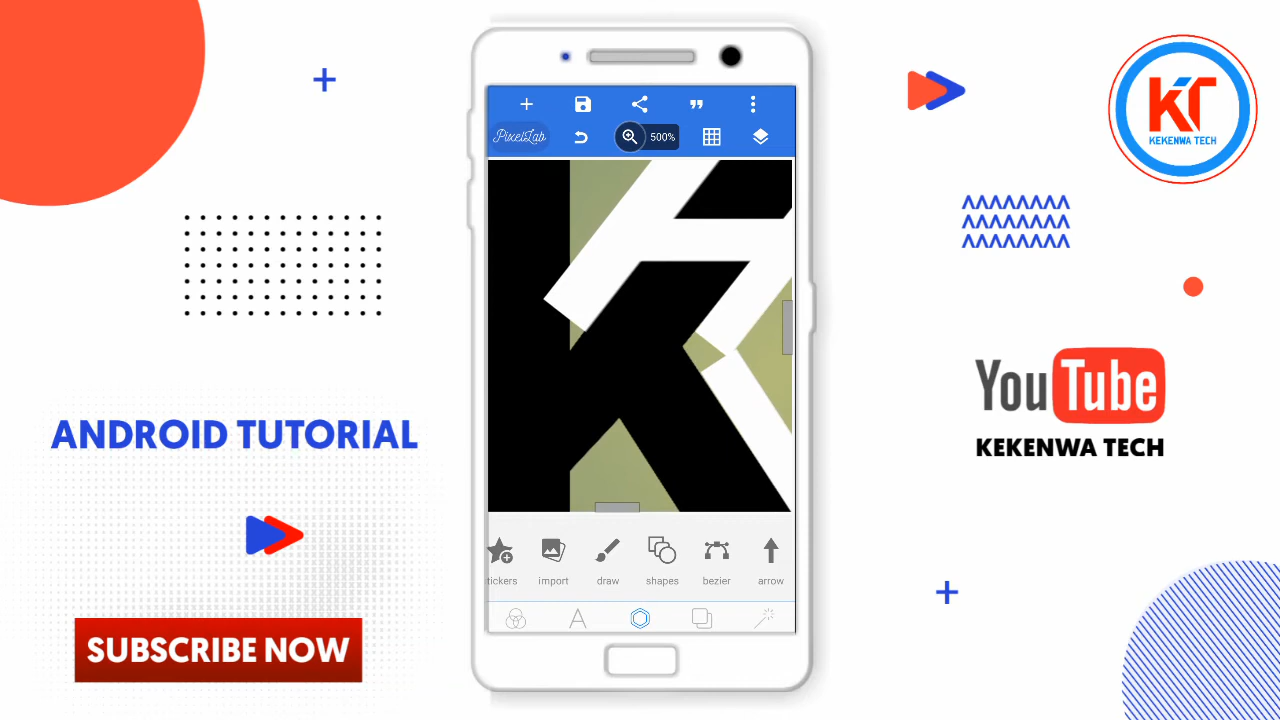 PixelLab
500%
tickers
import
draw
shapes
bezier
arrow
ANDROID TUTORIAL
SUBSCRIBE NOW
KT
KEKENWA TECH
YouTube
KEKENWA TECH